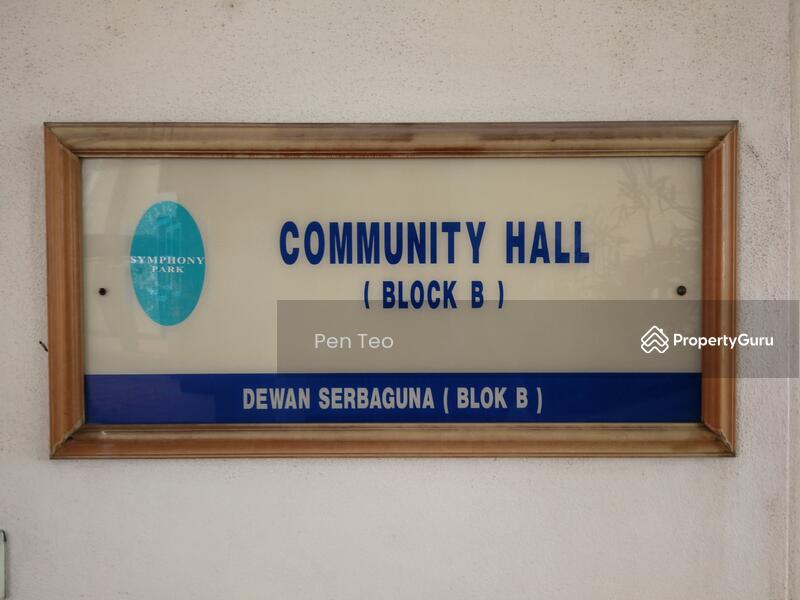 SYMPHONY
PARK
COMMUNITY HALL
( BLOCK B )
Pen Teo
PropertyGuru
DEWAN SERBAGUNA ( BLOK B )